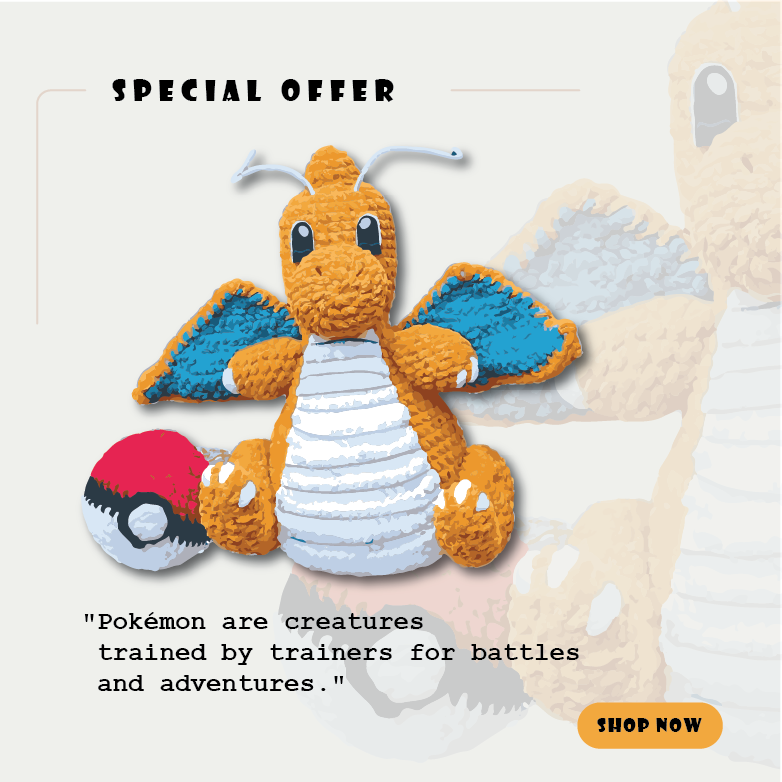 SPECIAL OFFER
"Pokémon are creatures
trained by trainers for battles
and adventures."
SHOP NOW